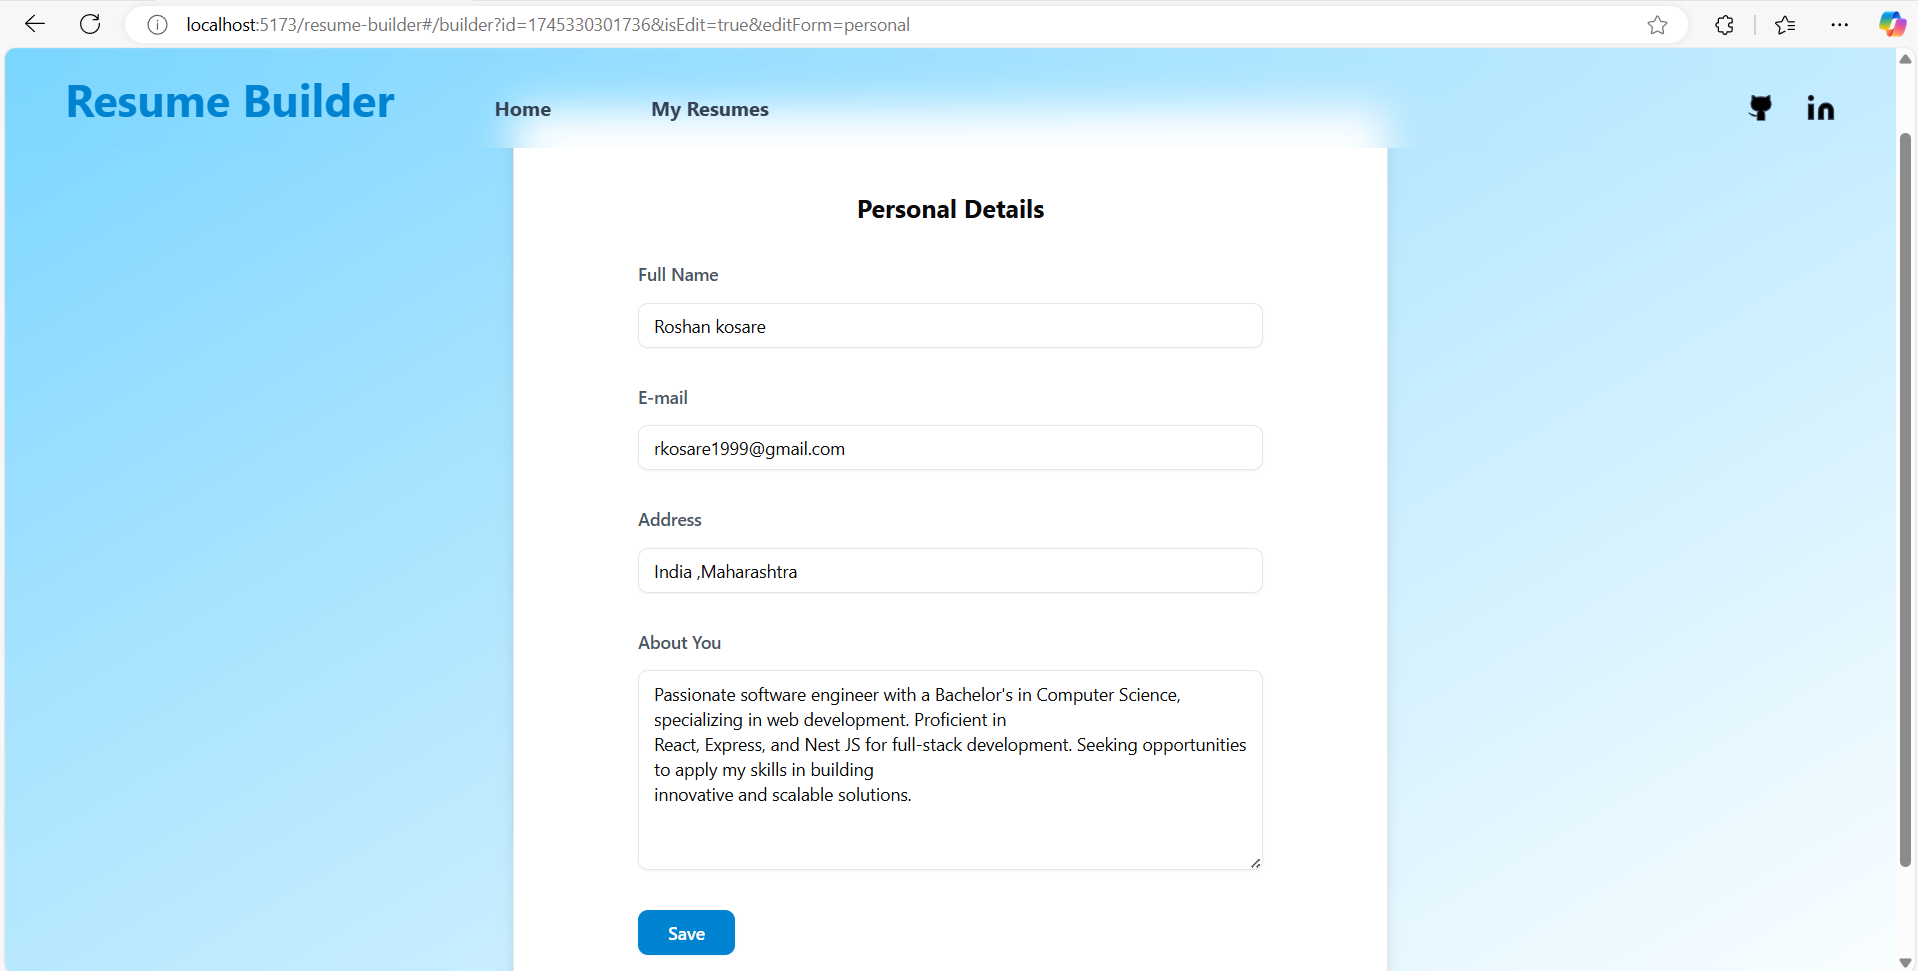 localhost:5173/resume-builder#/builder?id=1745330301736&isEdit=true&editForm=personal
Resume Builder
Home
My Resumes
in
Personal Details
Full Name
Roshan kosare
E-mail
rkosare1999@gmail.com
Address
India ,Maharashtra
About You
Passionate software engineer with a Bachelor's in Computer Science,
specializing in web development. Proficient in
React, Express, and Nest JS for full-stack development. Seeking opportunities
to apply my skills in building
innovative and scalable solutions.
Save